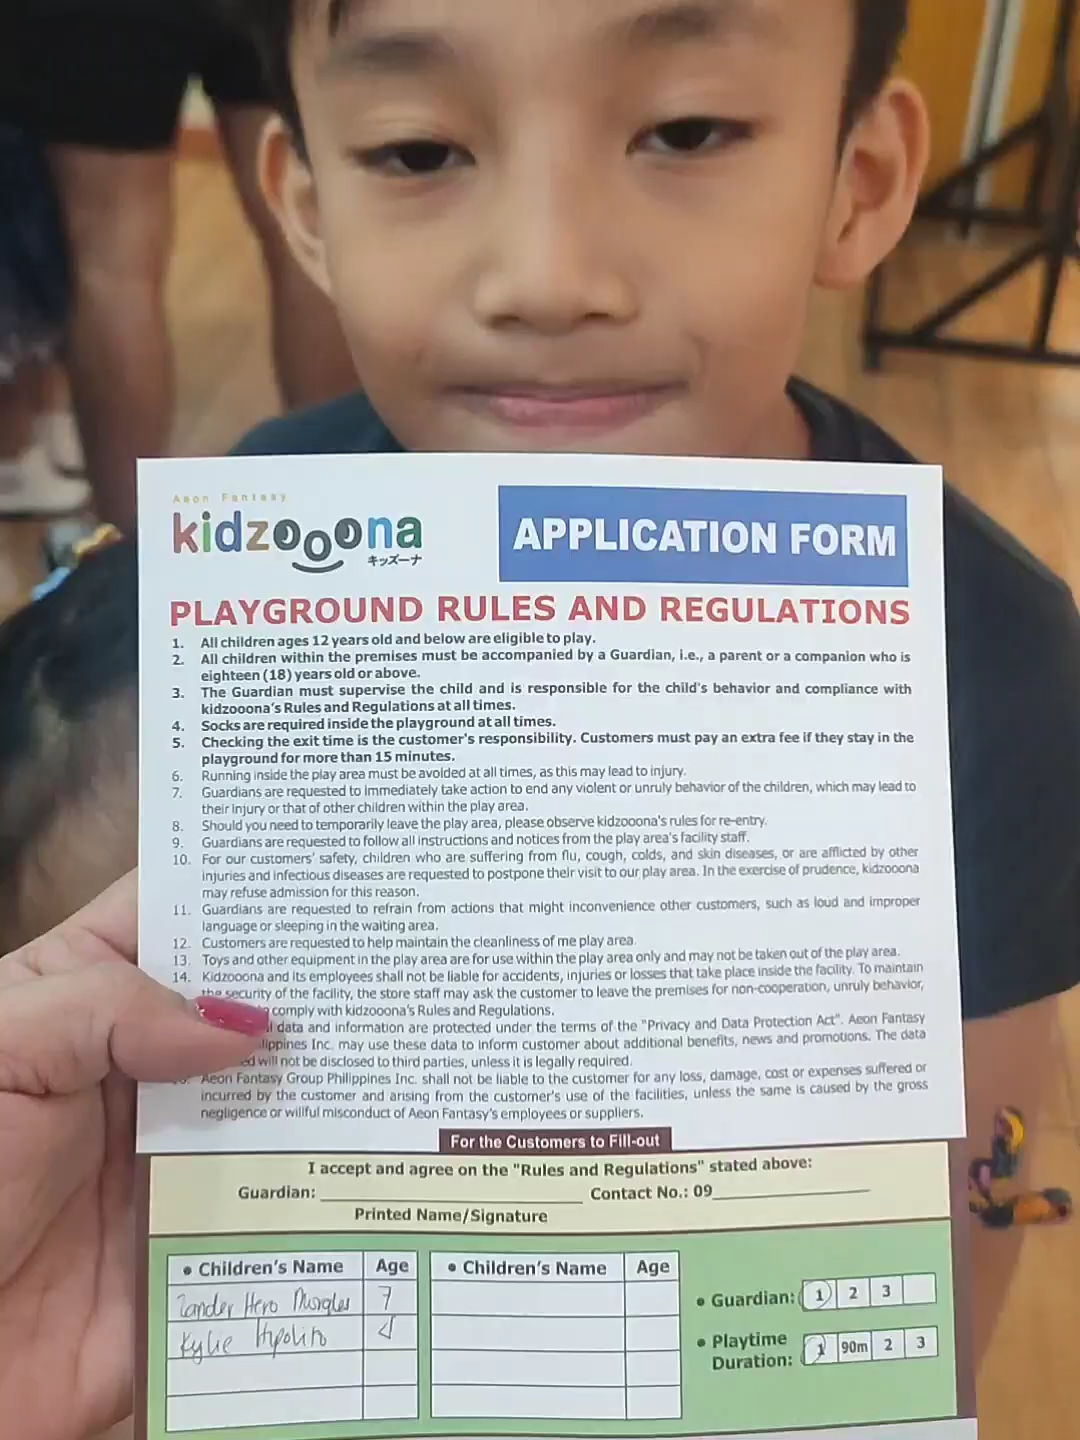 Aeon Fantasy
kidzooona
キッズーナ
APPLICATION FORM
PLAYGROUND RULES AND REGULATIONS
1. All children ages 12 years old and below are eligible to play.
2. All children within the premises must be accompanied by a Guardian, i.e., a parent or a companion who is
eighteen (18) years old or above.
3. The Guardian must supervise the child and is responsible for the child's behavior and compliance with
kidzooona's Rules and Regulations at all times.
4. Socks are required inside the playground at all times.
5. Checking the exit time is the customer's responsibility. Customers must pay an extra fee if they stay in the
playground for more than 15 minutes.
6. Running inside the play area must be avoided at all times, as this may lead to injury.
7. Guardians are requested to immediately take action to end any violent or unruly behavior of the children, which may lead to
their injury or that of other children within the play area.
8. Should you need to temporarily leave the play area, please observe kidzooona's rules for re-entry.
9. Guardians are requested to follow all instructions and notices from the play area's facility staff.
10. For our customers' safety, children who are suffering from flu, cough, colds, and skin diseases, or are afflicted by other
injuries and infectious diseases are requested to postpone their visit to our play area. In the exercise of prudence, kidzooona
may refuse admission for this reason.
11. Guardians are requested to refrain from actions that might inconvenience other customers, such as loud and improper
language or sleeping in the waiting area.
12. Customers are requested to help maintain the cleanliness of me play area.
13. Toys and other equipment in the play area are for use within the play area only and may not be taken out of the play area.
14. Kidzooona and its employees shall not be liable for accidents, injuries or losses that take place inside the facility. To maintain
the security of the facility, the store staff may ask the customer to leave the premises for non-cooperation, unruly behavior,
comply with kidzooona's Rules and Regulations.
data and information are protected under the terms of the "Privacy and Data Protection Act". Aeon Fantasy
Inc. may use these data to inform customer about additional benefits, news and promotions. The data
will not be disclosed to third parties, unless it is legally required.
Aeon Fantasy Group Philippines Inc. shall not be liable to the customer for any loss, damage, cost or expenses suffered or
incurred by the customer and arising from the customer's use of the facilities, unless the same is caused by the gross
negligence or willful misconduct of Aeon Fantasy's employees or suppliers.
For the Customers to Fill-out
I accept and agree on the "Rules and Regulations" stated above:
Guardian: Contact No.: 09
Printed Name/Signature
• Children's Name Age • Children's Name Age
Zander Hero 7
Kylie Hipolito 4
• Guardian: 1 2 3
• Playtime
Duration: 1 90m 2 3